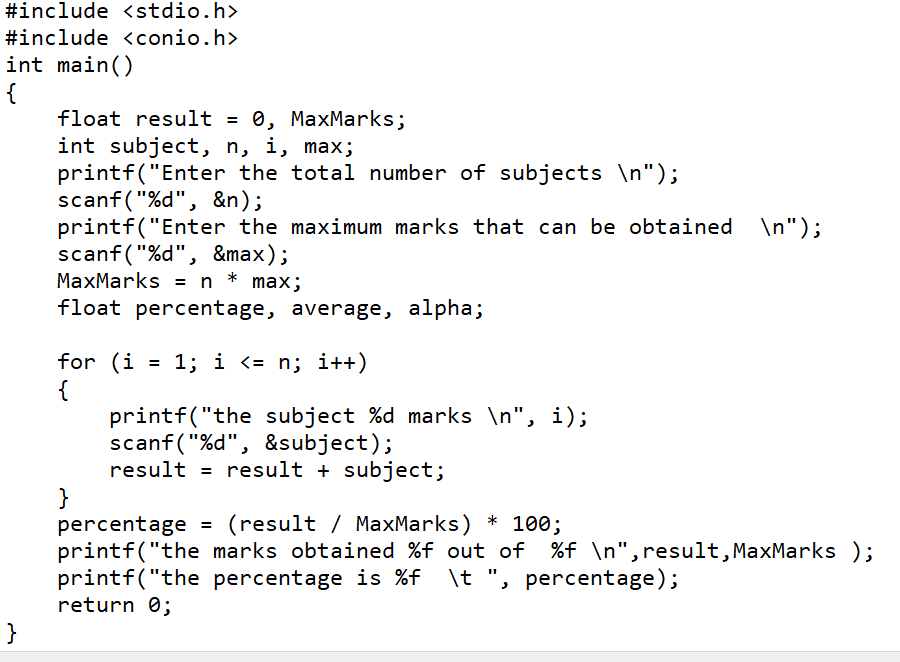 #include <stdio.h>
#include <conio.h>
int main()
{
    float result = 0, MaxMarks;
    int subject, n, i, max;
    printf("Enter the total number of subjects \n");
    scanf("%d", &n);
    printf("Enter the maximum marks that can be obtained  \n");
    scanf("%d", &max);
    MaxMarks = n * max;
    float percentage, average, alpha;

    for (i = 1; i <= n; i++)
    {
        printf("the subject %d marks \n", i);
        scanf("%d", &subject);
        result = result + subject;
    }
    percentage = (result / MaxMarks) * 100;
    printf("the marks obtained %f out of  %f \n",result,MaxMarks );
    printf("the percentage is %f  \t ", percentage);
    return 0;
}